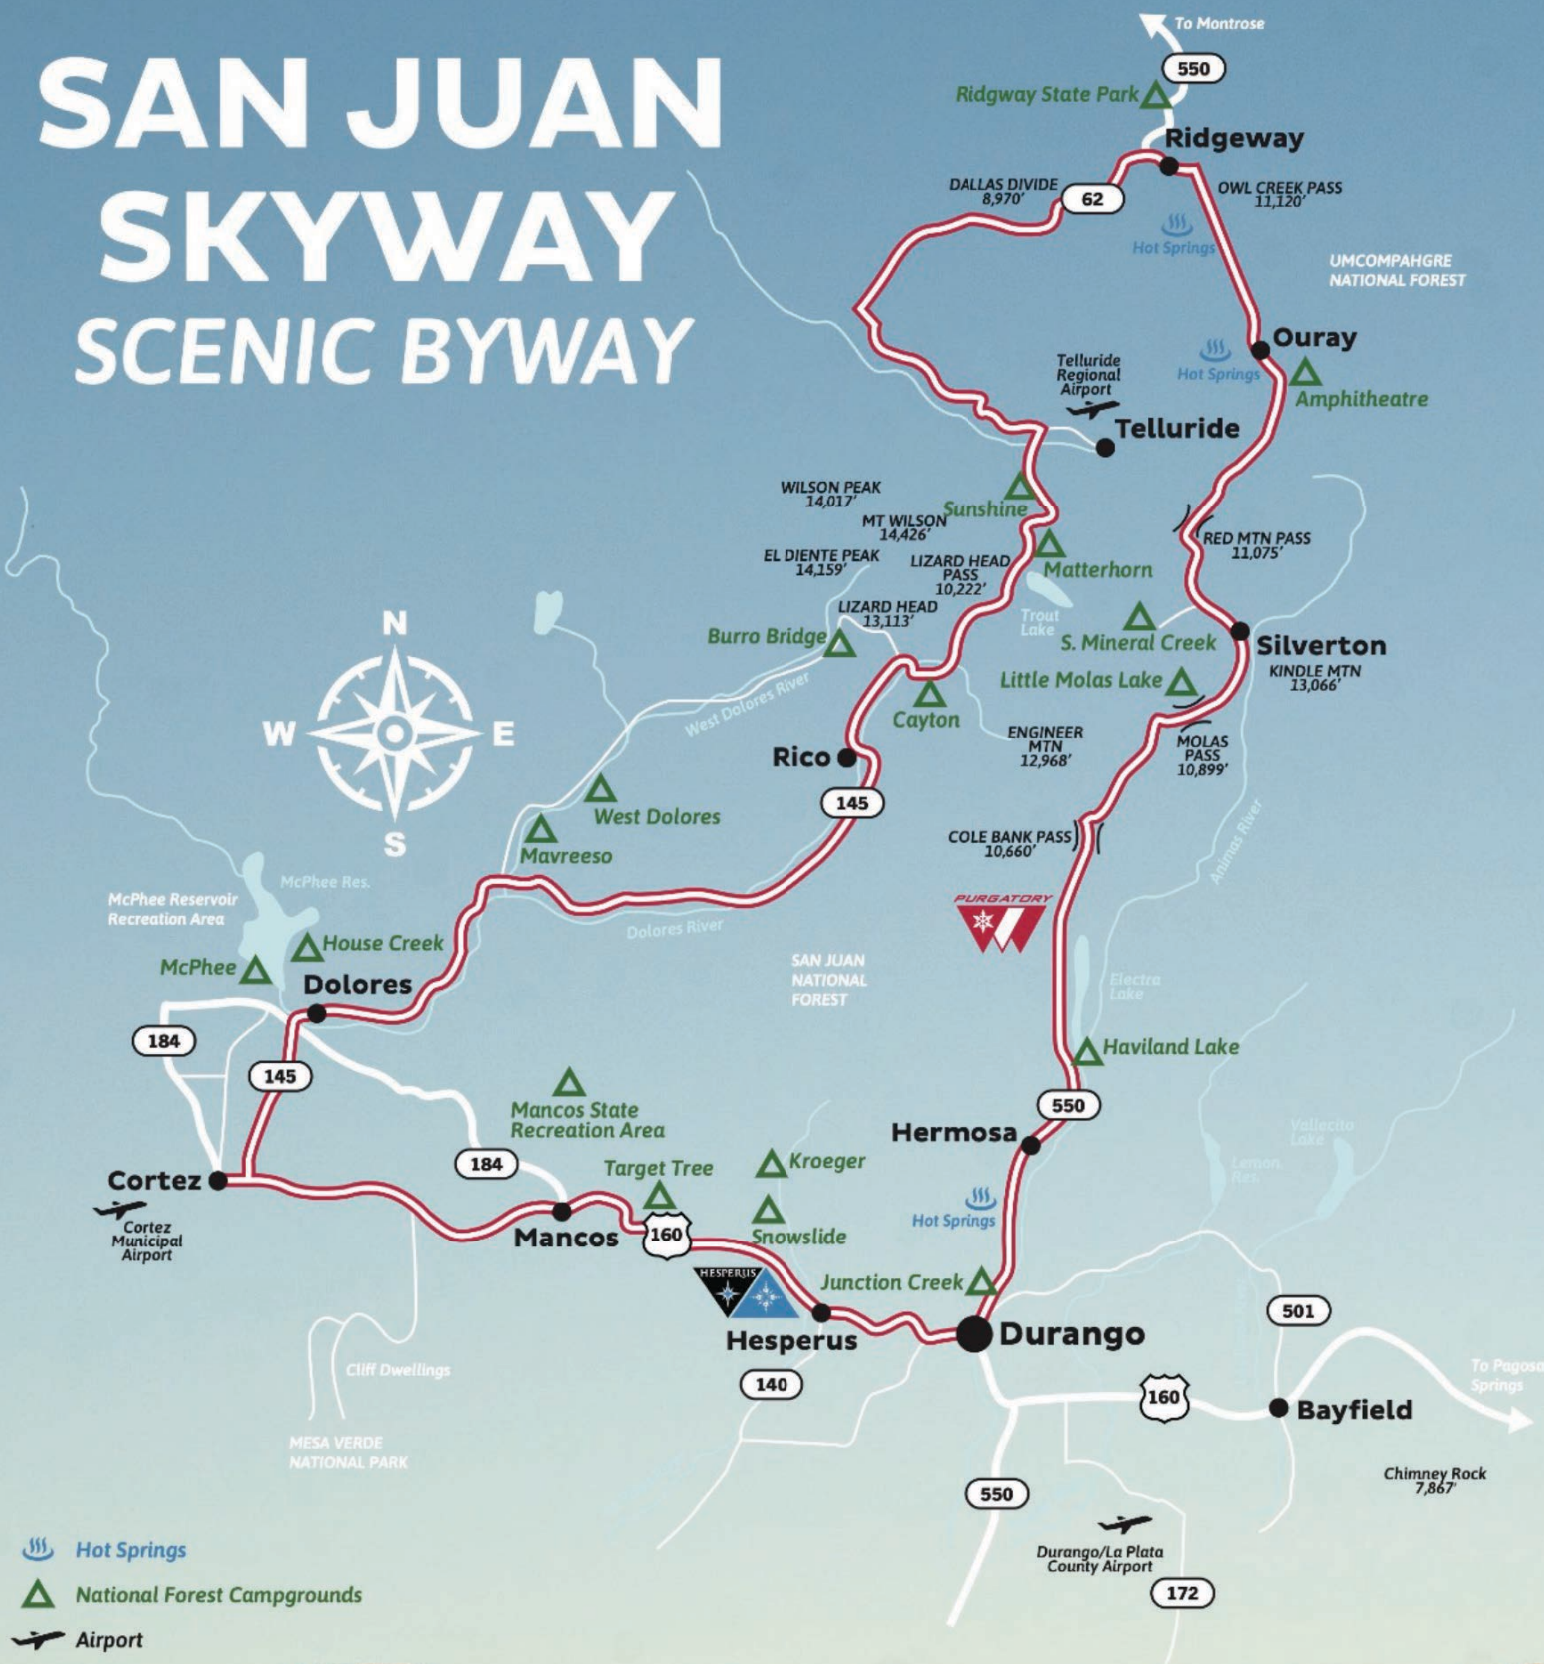 SAN JUAN
SKYWAY
SCENIC BYWAY
To Montrose
550
Ridgway State Park
Ridgeway
DALLAS DIVIDE
8,970'
62
OWL CREEK PASS
11,120'
Hot Springs
UMCOMPAHGRE
NATIONAL FOREST
Ouray
Hot Springs
Amphitheatre
Telluride
Regional
Airport
Telluride
WILSON PEAK
14,017'
Sunshine
MT WILSON
14,426'
EL DIENTE PEAK
14,159'
LIZARD HEAD
PASS
10,222'
RED MTN PASS
11,075'
Matterhorn
LIZARD HEAD
13,113'
Trout
Lake
Burro Bridge
S. Mineral Creek
Silverton
KINDLE MTN
13,066'
Little Molas Lake
West Dolores River
Cayton
ENGINEER
MTN
12,968'
MOLAS
PASS
10,899'
N
W
E
S
Rico
145
West Dolores
Mavreeso
COLE BANK PASS
10,660'
Animas River
PURGATORY
McPhee Res.
McPhee Reservoir
Recreation Area
Dolores River
House Creek
McPhee
Dolores
SAN JUAN
NATIONAL
FOREST
Electra
Lake
184
145
Haviland Lake
Mancos State
Recreation Area
550
Hermosa
Vallecito
Lake
Lemon
Res.
184
Target Tree
Kroeger
Cortez
Cortez
Municipal
Airport
Mancos
160
Snowslide
Hot Springs
HESPERUS
Junction Creek
Hesperus
Durango
501
140
Cliff Dwellings
To Pagosa
Springs
160
Bayfield
MESA VERDE
NATIONAL PARK
Chimney Rock
7,867'
550
Durango/La Plata
County Airport
172
Hot Springs
National Forest Campgrounds
Airport